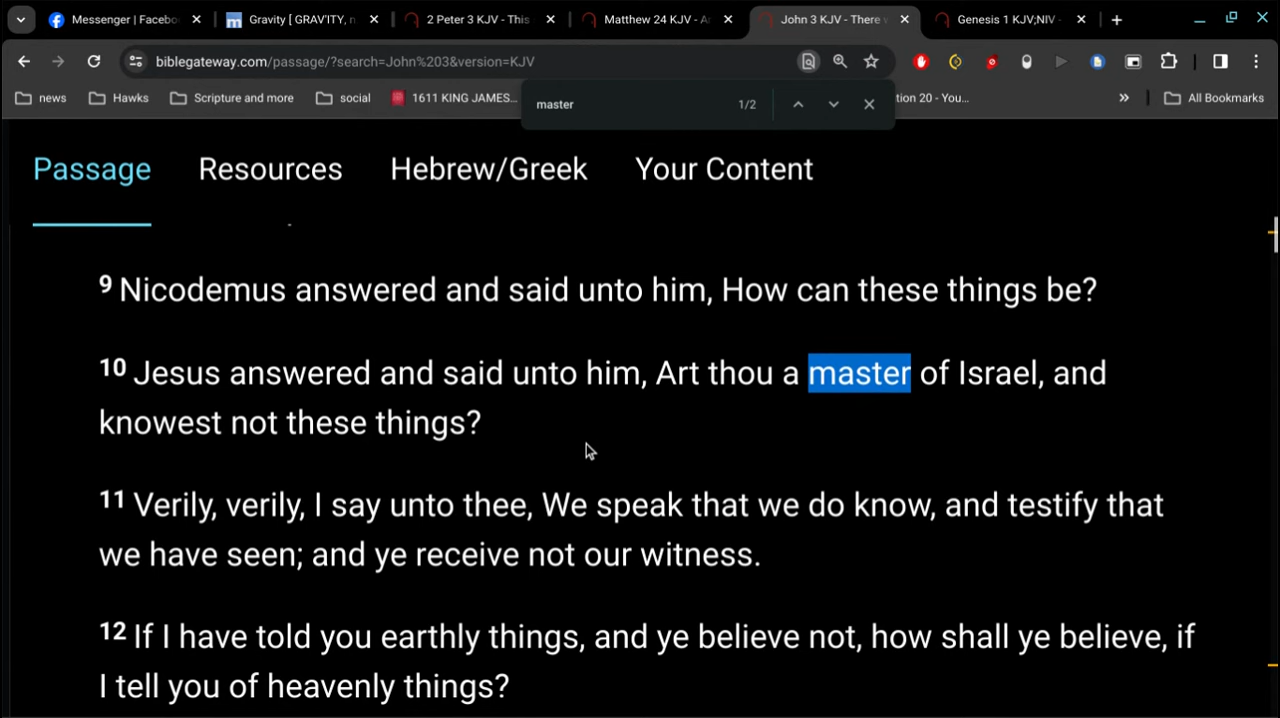 Messenger | Facebo
Gravity [ GRAV'ITY, n
2 Peter 3 KJV - This
Matthew 24 KJV - A
John 3 KJV - There
Genesis 1 KJV;NIV -
biblegateway.com/passage/?search=John%203&version=KJV
news
Hawks
Scripture and more
social
1611 KING JAMES...
tion 20 - You...
»
All Bookmarks
master
1/2
Passage
Resources
Hebrew/Greek
Your Content
9 Nicodemus answered and said unto him, How can these things be?
10 Jesus answered and said unto him, Art thou a master of Israel, and
knowest not these things?
11 Verily, verily, I say unto thee, We speak that we do know, and testify that
we have seen; and ye receive not our witness.
12 If I have told you earthly things, and ye believe not, how shall ye believe, if
I tell you of heavenly things?